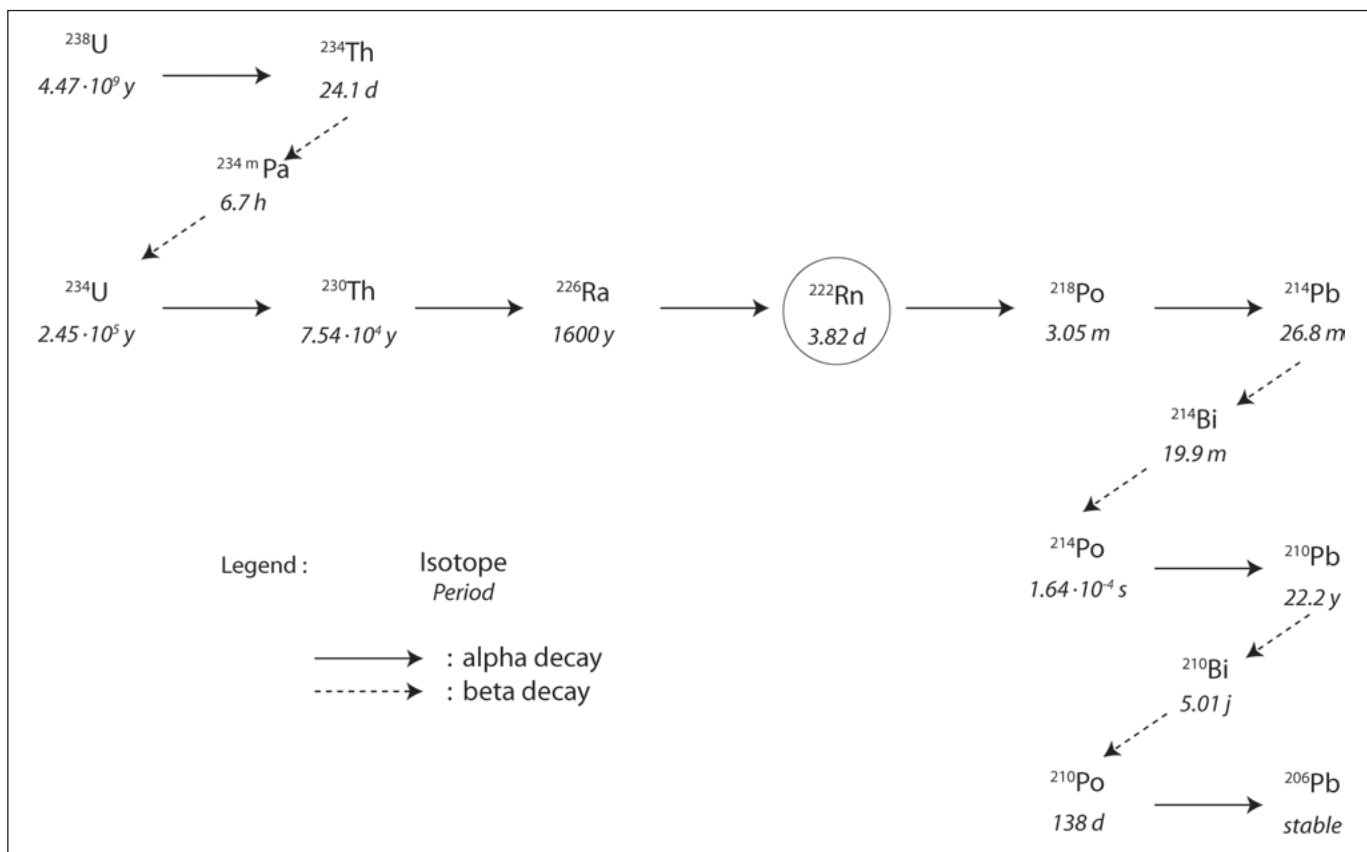 ²³⁸U ²³⁴Th
4.47·10⁹ y 24.1 d
²³⁴ ᵐPa
6.7 h
²³⁴U ²³⁰Th ²²⁶Ra ²²²Rn ²¹⁸Po ²¹⁴Pb
2.45·10⁵ y 7.54·10⁴ y 1600 y 3.82 d 3.05 m 26.8 m
²¹⁴Bi
19.9 m
²¹⁴Po ²¹⁰Pb
1.64·10⁻⁴ s 22.2 y
Legend : Isotope
Period
: alpha decay
: beta decay
²¹⁰Bi
5.01 j
²¹⁰Po ²⁰⁶Pb
138 d stable